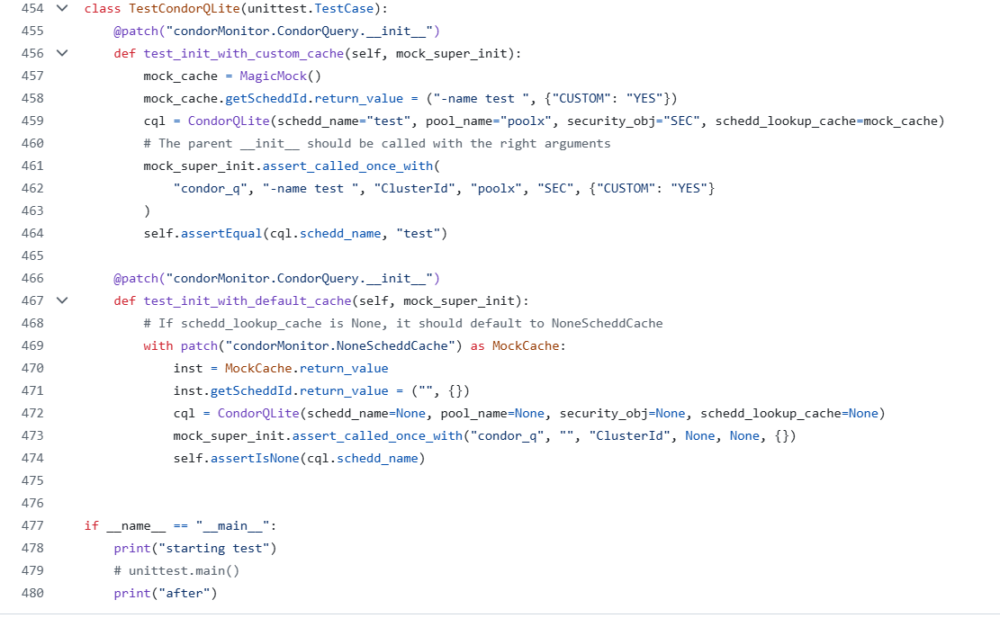 454 class TestCondorQLite(unittest.TestCase):
455     @patch("condorMonitor.CondorQuery.__init__")
456     def test_init_with_custom_cache(self, mock_super_init):
457         mock_cache = MagicMock()
458         mock_cache.getScheddId.return_value = ("-name test ", {"CUSTOM": "YES"})
459         cql = CondorQLite(schedd_name="test", pool_name="poolx", security_obj="SEC", schedd_lookup_cache=mock_cache)
460         # The parent __init__ should be called with the right arguments
461         mock_super_init.assert_called_once_with(
462             "condor_q", "-name test ", "ClusterId", "poolx", "SEC", {"CUSTOM": "YES"}
463         )
464         self.assertEqual(cql.schedd_name, "test")
465
466     @patch("condorMonitor.CondorQuery.__init__")
467     def test_init_with_default_cache(self, mock_super_init):
468         # If schedd_lookup_cache is None, it should default to NoneScheddCache
469         with patch("condorMonitor.NoneScheddCache") as MockCache:
470             inst = MockCache.return_value
471             inst.getScheddId.return_value = ("", {})
472             cql = CondorQLite(schedd_name=None, pool_name=None, security_obj=None, schedd_lookup_cache=None)
473             mock_super_init.assert_called_once_with("condor_q", "", "ClusterId", None, None, {})
474             self.assertIsNone(cql.schedd_name)
475
476
477 if __name__ == "__main__":
478     print("starting test")
479     # unittest.main()
480     print("after")